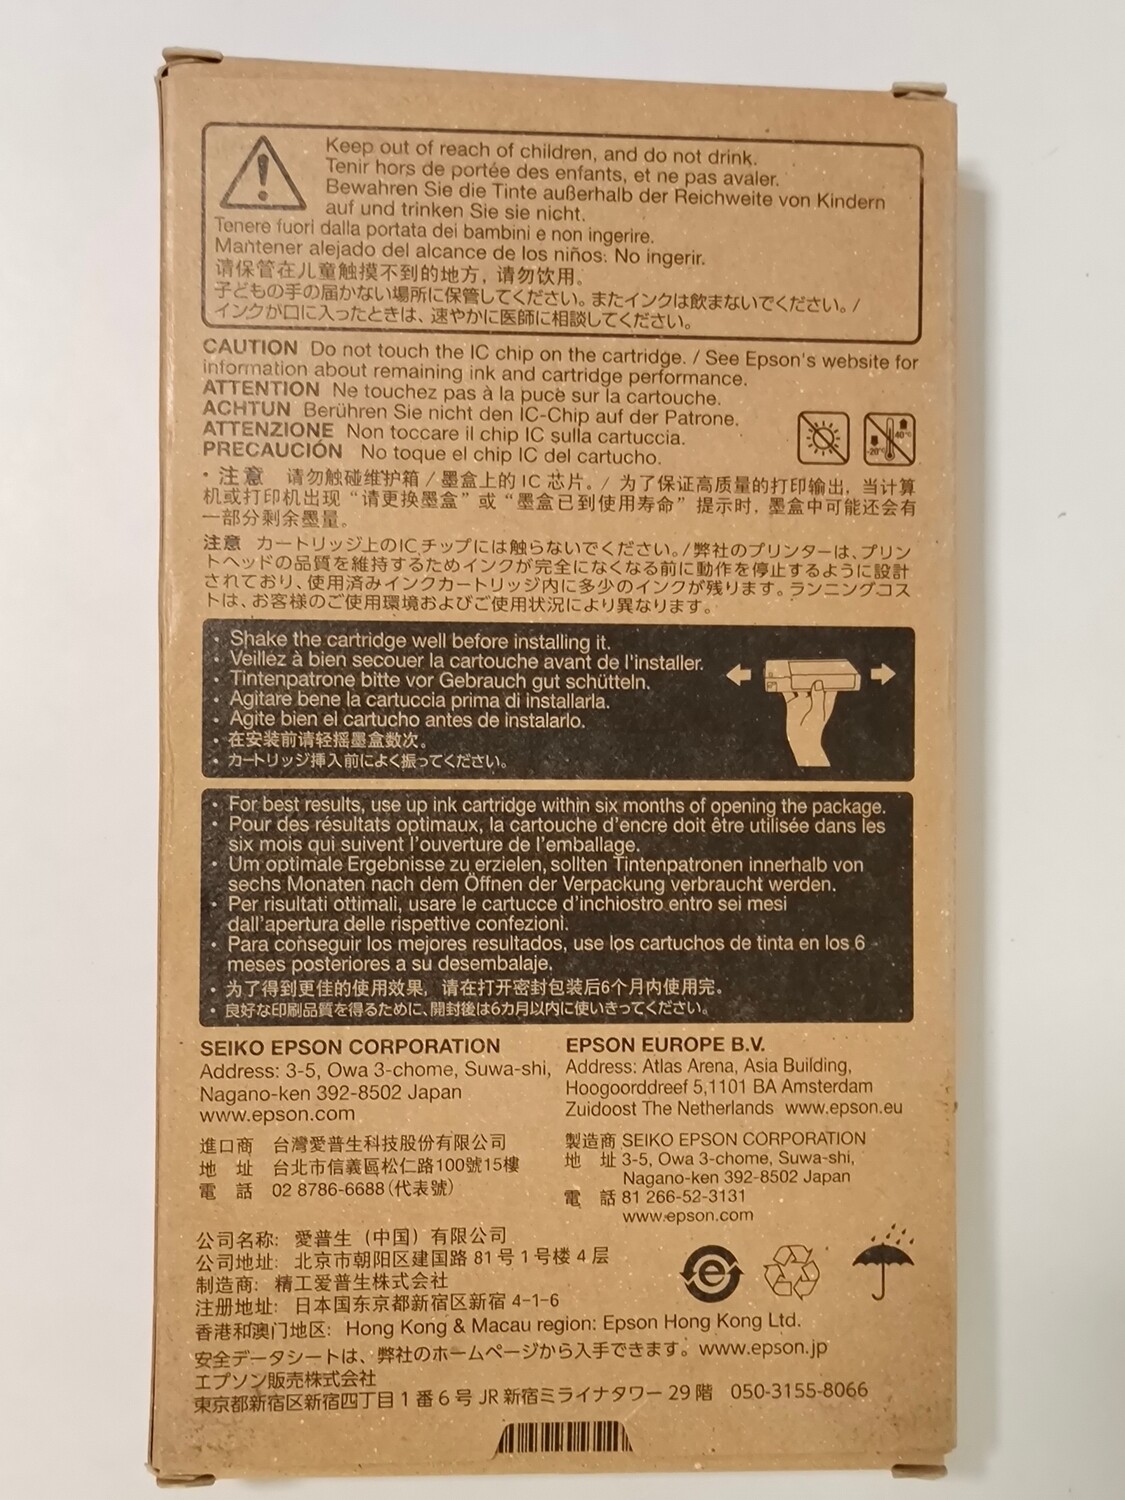 Keep out of reach of children, and do not drink.
Tenir hors de portée des enfants, et ne pas avaler.
Bewahren Sie die Tinte außerhalb der Reichweite von Kindern
auf und trinken Sie sie nicht.
Tenere fuori dalla portata dei bambini e non ingerire.
Mantener alejado del alcance de los niños: No ingerir.
请保管在儿童触摸不到的地方，请勿饮用。
子どもの手の届かない場所に保管してください。またインクは飲まないでください。/
インクが口に入ったときは、速やかに医師に相談してください。
CAUTION Do not touch the IC chip on the cartridge. / See Epson's website for
information about remaining ink and cartridge performance.
ATTENTION Ne touchez pas à la puce sur la cartouche.
ACHTUN Berühren Sie nicht den IC-Chip auf der Patrone.
ATTENZIONE Non toccare il chip IC sulla cartuccia.
PRECAUCIÓN No toque el chip IC del cartucho.
-20°C 40°C
・注意 请勿触碰维护箱 / 墨盒上的 IC 芯片。/ 为了保证高质量的打印输出，当计算
机或打印机出现“请更换墨盒”或“墨盒已到使用寿命”提示时，墨盒中可能还会有
一部分剩余墨量。
注意 カートリッジ上のICチップには触らないでください。/弊社のプリンターは、プリン
トヘッドの品質を維持するためインクが完全になくなる前に動作を停止するように設計
されており、使用済みインクカートリッジ内に多少のインクが残ります。ランニングコス
トは、お客様のご使用環境およびご使用状況により異なります。
・ Shake the cartridge well before installing it.
・ Veillez à bien secouer la cartouche avant de l'installer.
・ Tintenpatrone bitte vor Gebrauch gut schütteln.
・ Agitare bene la cartuccia prima di installarla.
・ Agite bien el cartucho antes de instalarlo.
・ 在安装前请轻摇墨盒数次。
・ カートリッジ挿入前によく振ってください。
・ For best results, use up ink cartridge within six months of opening the package.
・ Pour des résultats optimaux, la cartouche d'encre doit être utilisée dans les
six mois qui suivent l'ouverture de l'emballage.
・ Um optimale Ergebnisse zu erzielen, sollten Tintenpatronen innerhalb von
sechs Monaten nach dem Öffnen der Verpackung verbraucht werden.
・ Per risultati ottimali, usare le cartucce d'inchiostro entro sei mesi
dall'apertura delle rispettive confezioni.
・ Para conseguir los mejores resultados, use los cartuchos de tinta en los 6
meses posteriores a su desembalaje.
・ 为了得到更佳的使用效果，请在打开密封包装后6个月内使用完。
・ 良好な印刷品質を得るために、開封後は6カ月以内に使いきってください。
SEIKO EPSON CORPORATION
Address: 3-5, Owa 3-chome, Suwa-shi,
Nagano-ken 392-8502 Japan
www.epson.com
EPSON EUROPE B.V.
Address: Atlas Arena, Asia Building,
Hoogoorddreef 5,1101 BA Amsterdam
Zuidoost The Netherlands www.epson.eu
進口商 台灣愛普生科技股份有限公司
地 址 台北市信義區松仁路100號15樓
電 話 02 8786-6688(代表號)
製造商 SEIKO EPSON CORPORATION
地 址 3-5, Owa 3-chome, Suwa-shi,
Nagano-ken 392-8502 Japan
電 話 81 266-52-3131
www.epson.com
公司名称: 愛普生（中国）有限公司
公司地址: 北京市朝阳区建国路 81 号 1 号楼 4 层
制造商: 精工爱普生株式会社
注册地址: 日本国东京都新宿区新宿 4-1-6
香港和澳门地区: Hong Kong & Macau region: Epson Hong Kong Ltd.
安全データシートは、弊社のホームページから入手できます。www.epson.jp
エプソン販売株式会社
東京都新宿区新宿四丁目 1 番 6 号 JR 新宿ミライナタワー 29 階 050-3155-8066